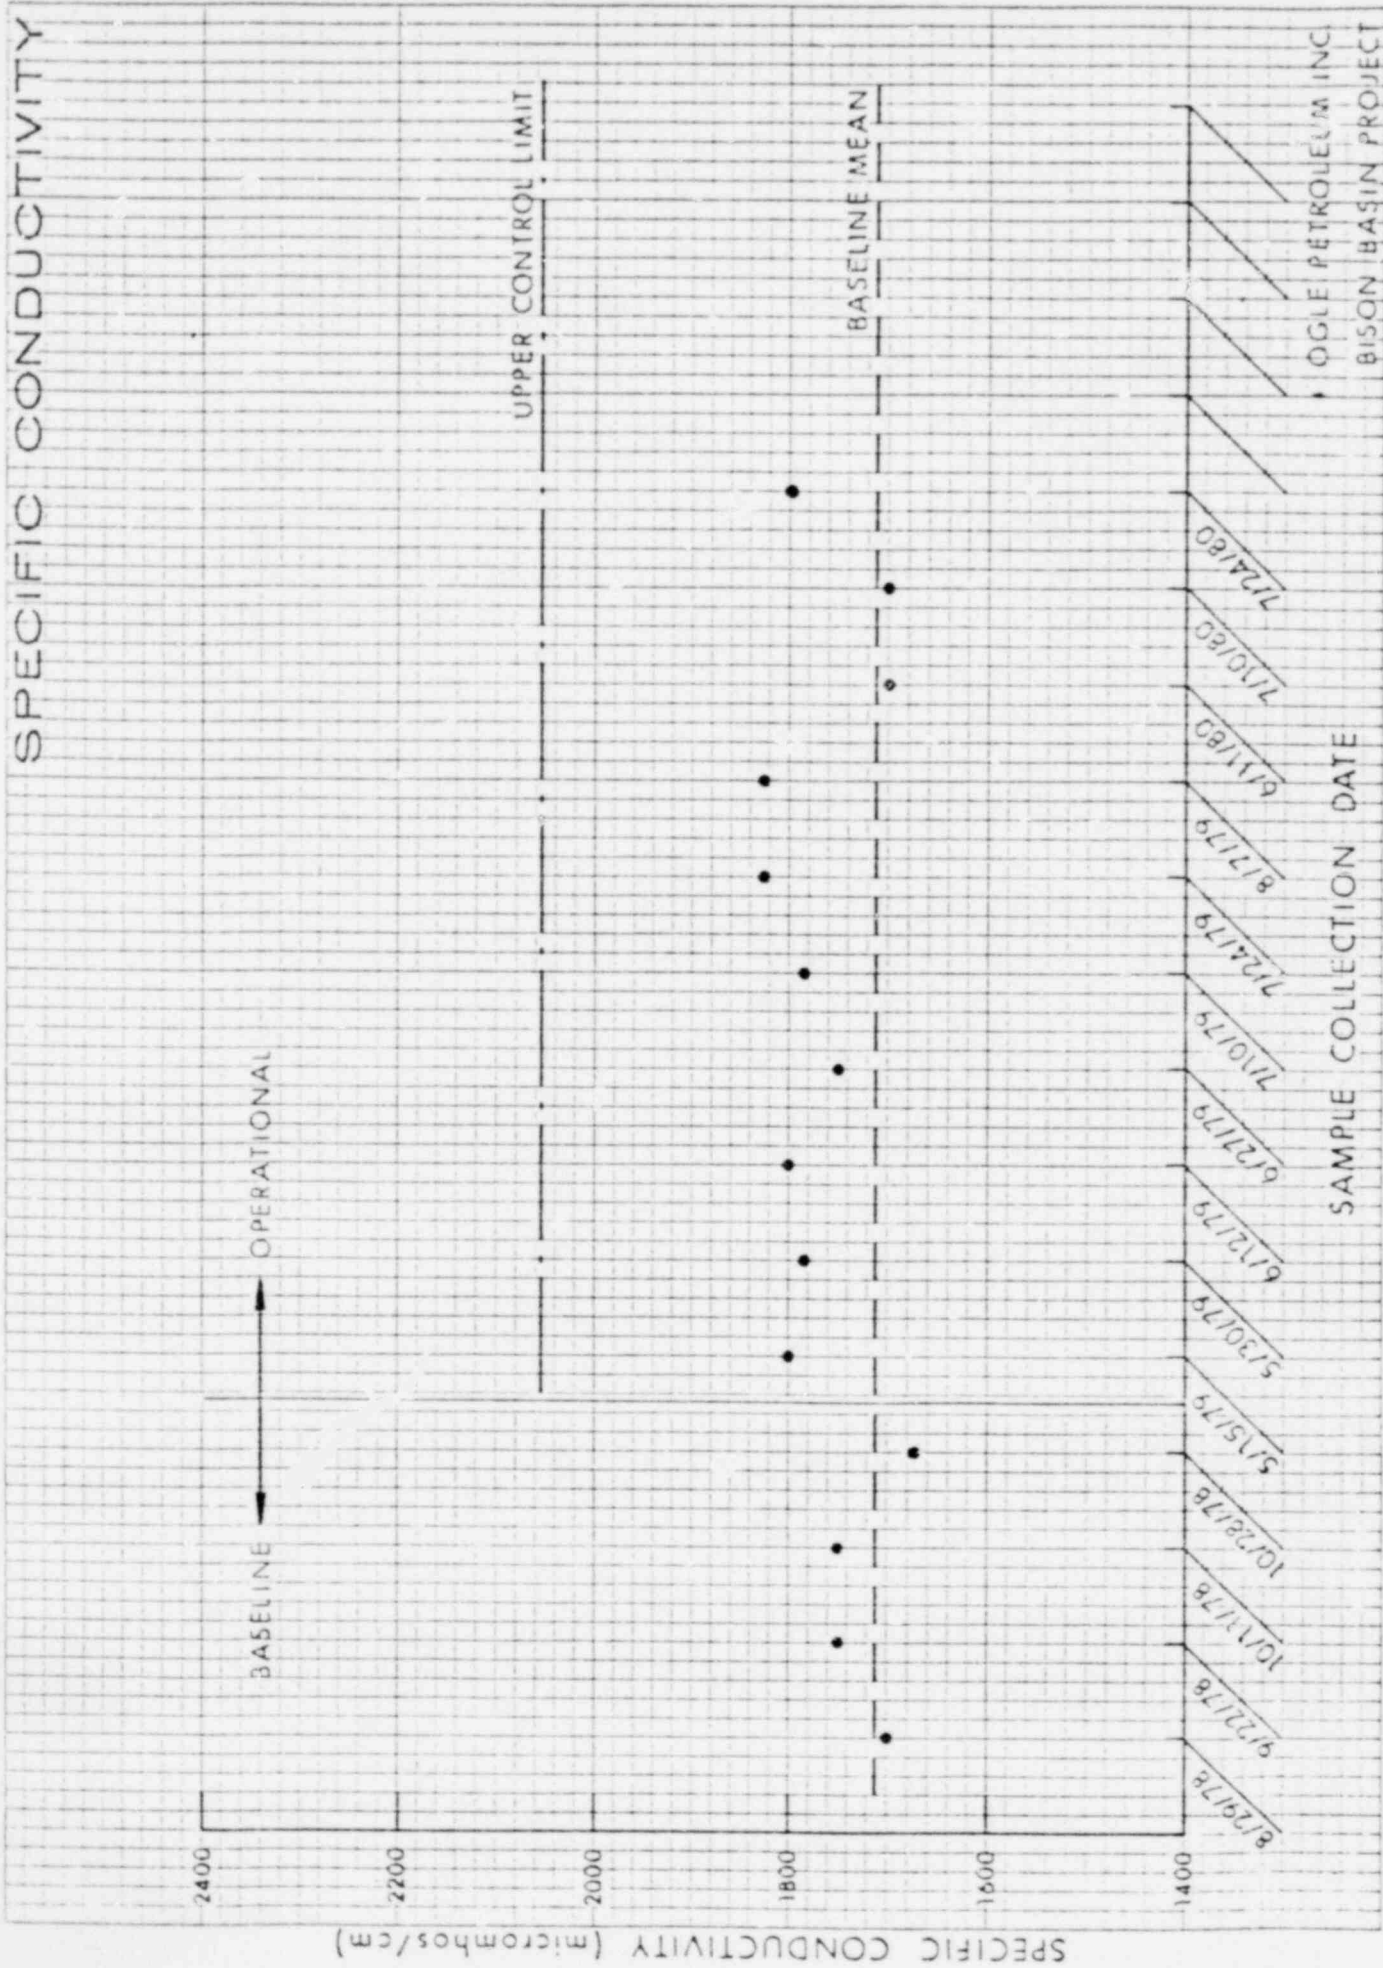 SPECIFIC CONDUCTIVITY
BASELINE
OPERATIONAL
UPPER CONTROL LIMIT
BASELINE MEAN
SPECIFIC CONDUCTIVITY (micromhos/cm)
2400
2200
2000
1800
1600
1400
8/29/78
9/22/78
10/28/78
5/15/79
5/30/79
6/12/79
6/27/79
7/10/79
7/24/79
8/7/79
6/11/80
7/10/80
7/24/80
SAMPLE COLLECTION DATE
OGLE PETROLEUM INC.
BISON BASIN PROJECT